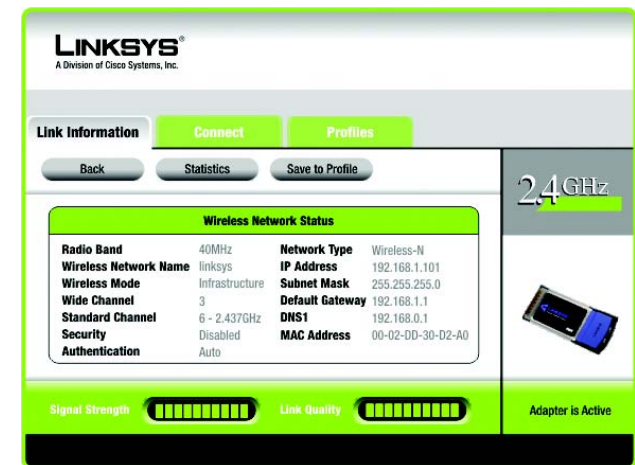 LINKSYS®
A Division of Cisco Systems, Inc.
Link Information Connect Profiles
Back Statistics Save to Profile
2.4GHz
Wireless Network Status
Radio Band 40MHz Network Type Wireless-N
Wireless Network Name linksys IP Address 192.168.1.101
Wireless Mode Infrastructure Subnet Mask 255.255.255.0
Wide Channel 3 Default Gateway 192.168.1.1
Standard Channel 6 - 2.437GHz DNS1 192.168.0.1
Security Disabled MAC Address 00-02-DD-30-D2-A0
Authentication Auto
Signal Strength Link Quality Adapter is Active